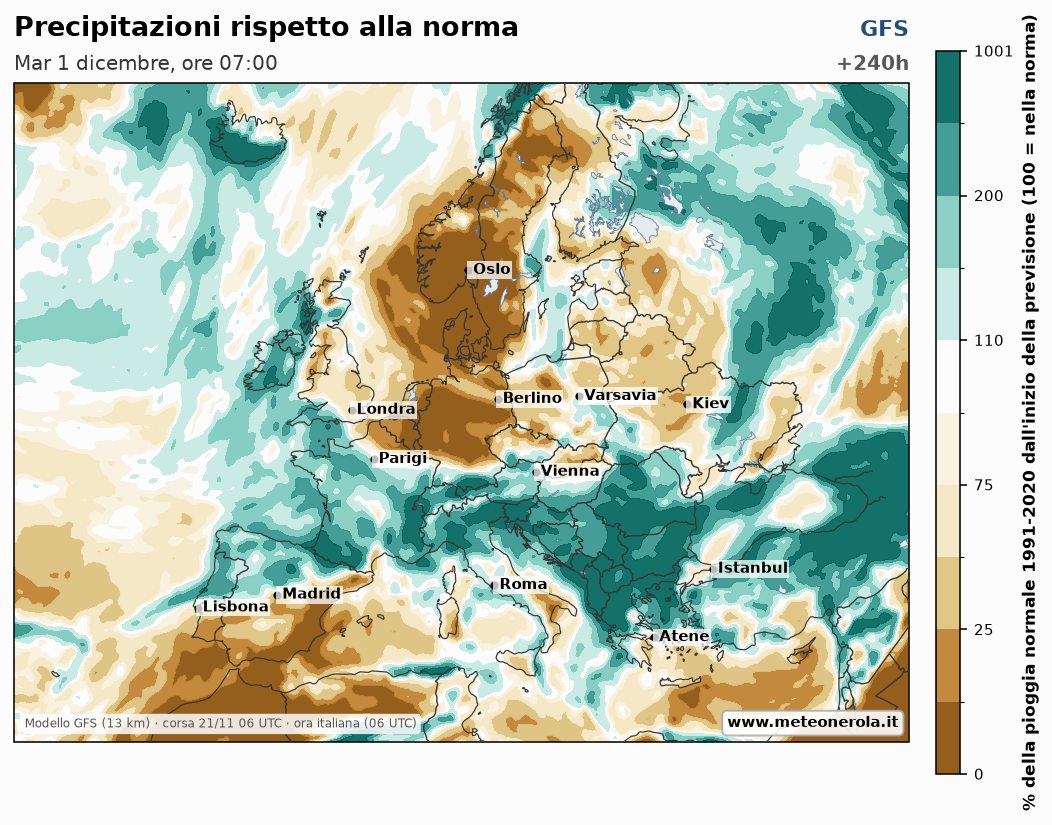 Precipitazioni rispetto alla norma
GFS
Mar 1 dicembre, ore 07:00
+240h
1001
200
110
75
25
0
% della pioggia normale 1991-2020 dall'inizio della previsione (100 = nella norma)
Oslo
Berlino
Varsavia
Kiev
Londra
Parigi
Vienna
Istanbul
Roma
Madrid
Lisbona
Atene
Modello GFS (13 km) · corsa 21/11 06 UTC · ora italiana (06 UTC)
www.meteonerola.it